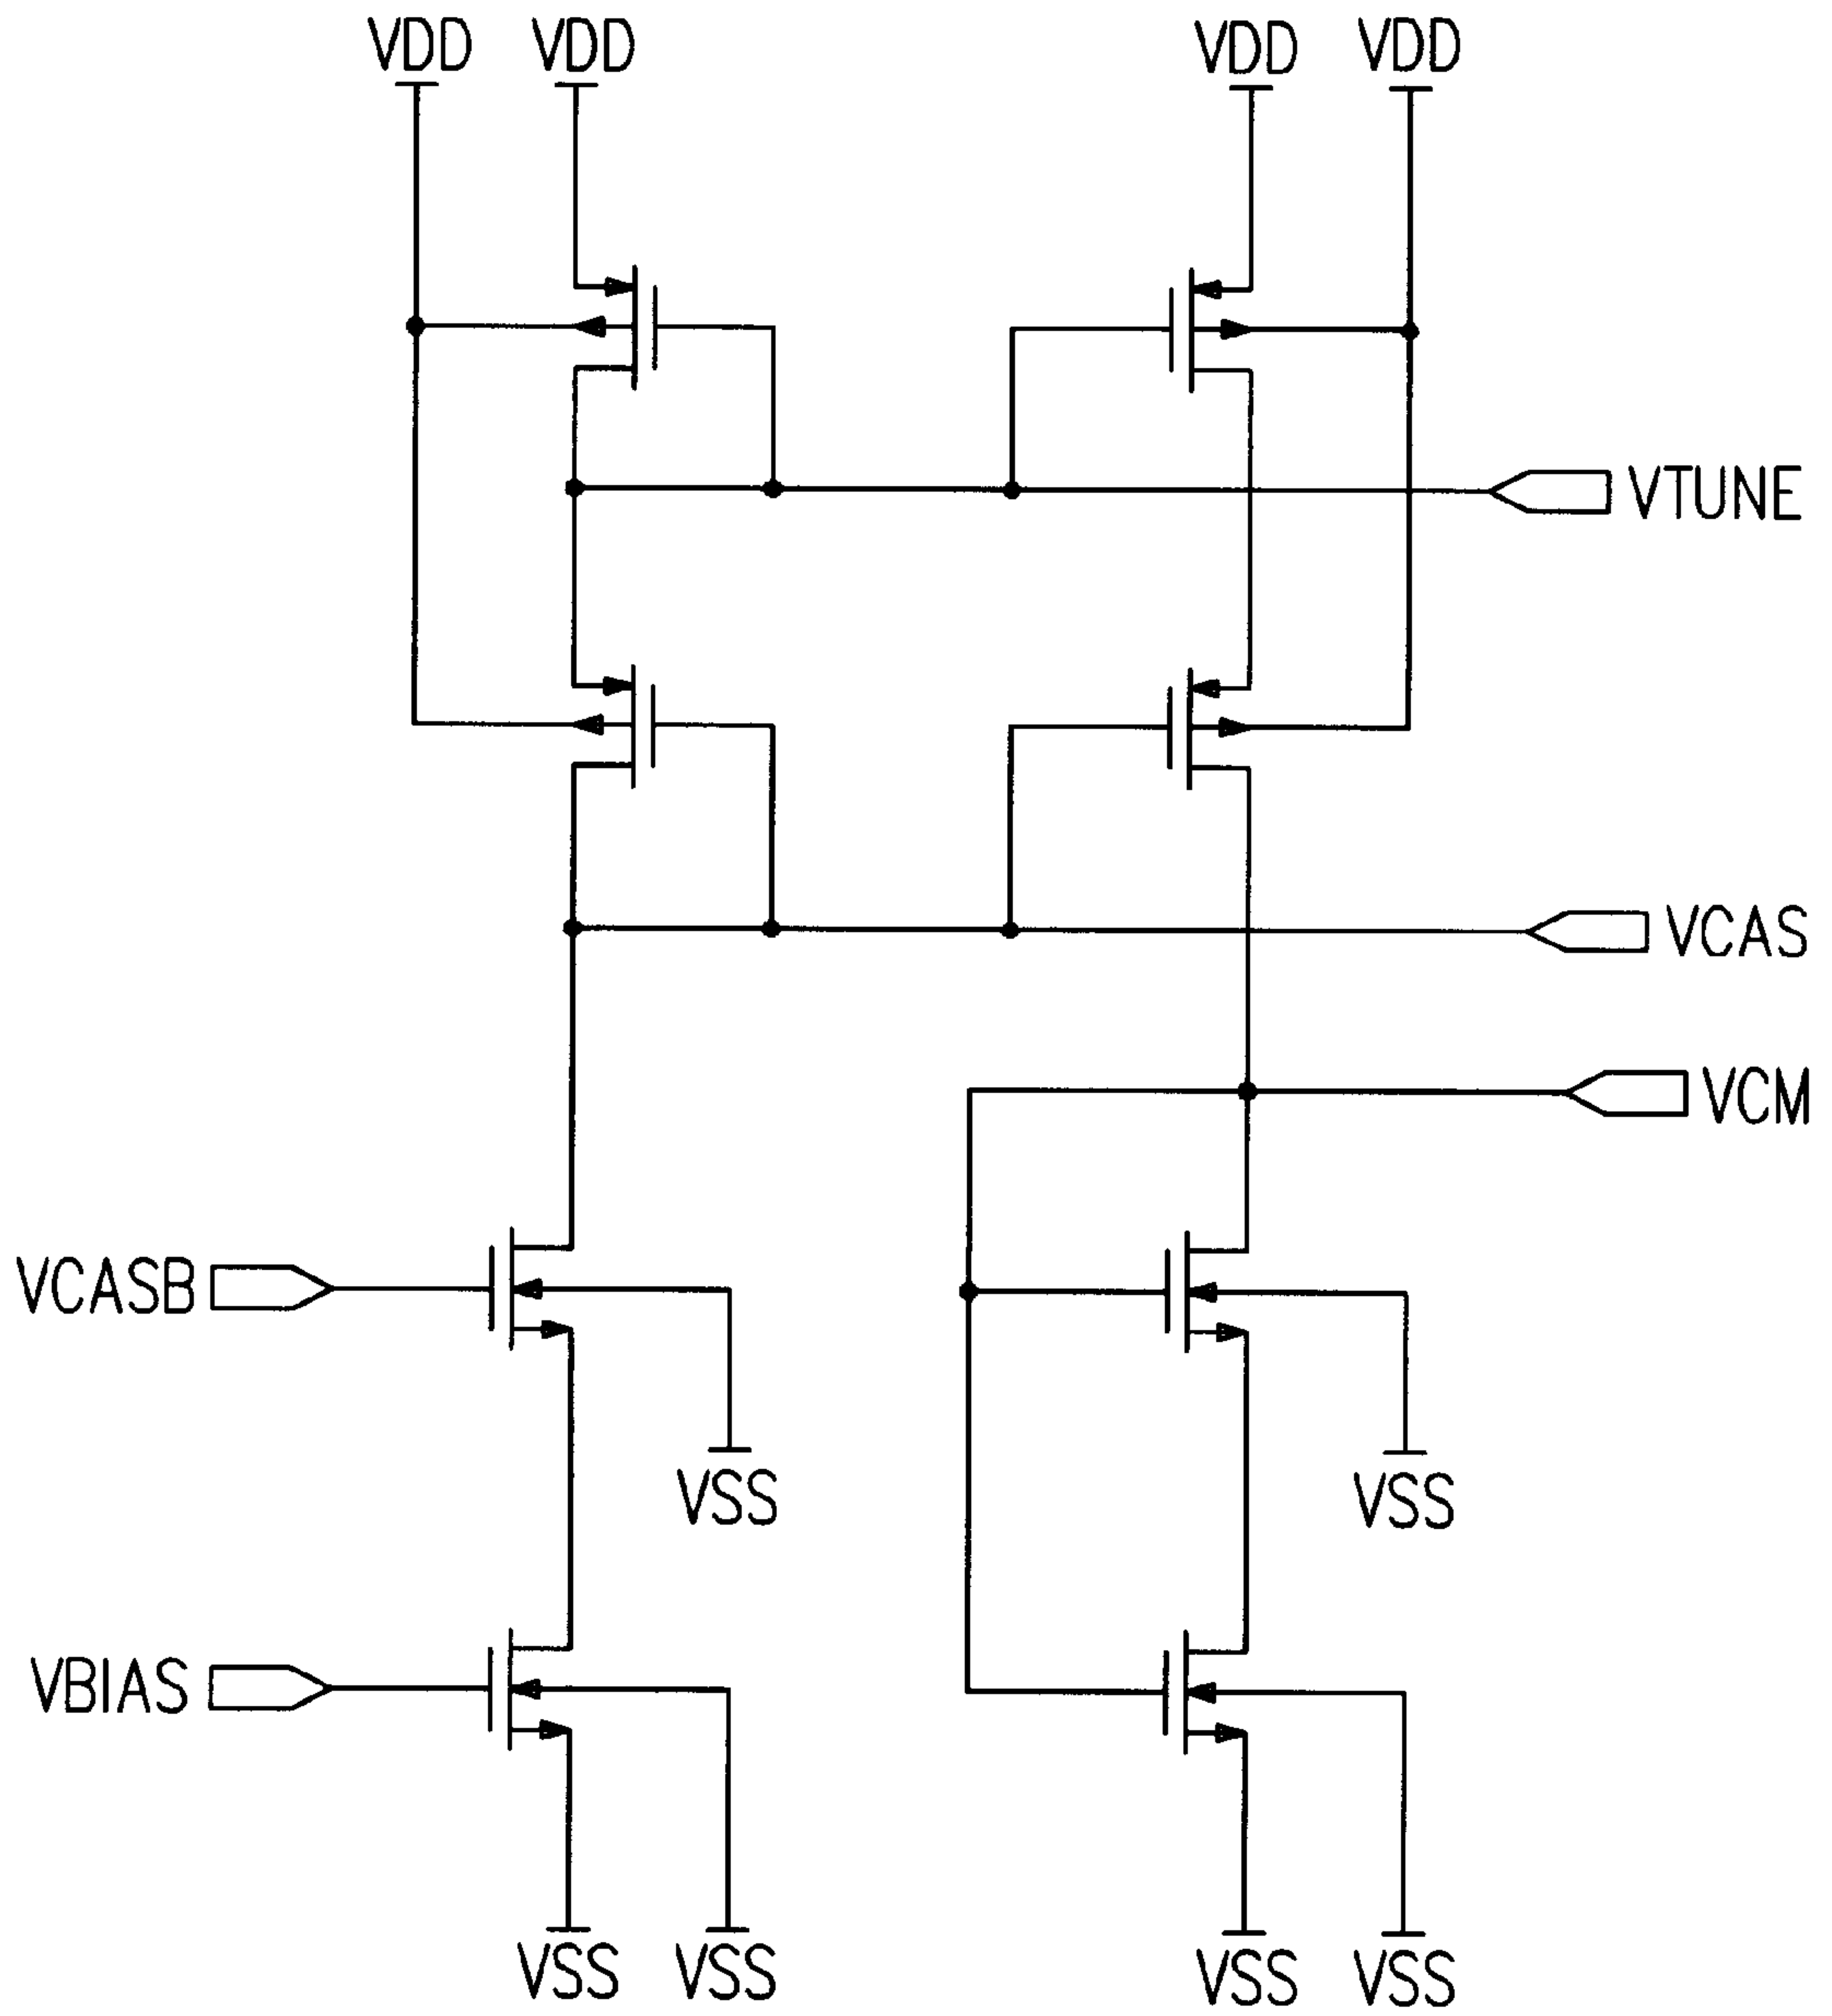 VDD VDD VDD VDD
VTUNE
VCAS
VCM
VCASB
VSS VSS
VBIAS
VSS VSS VSS VSS